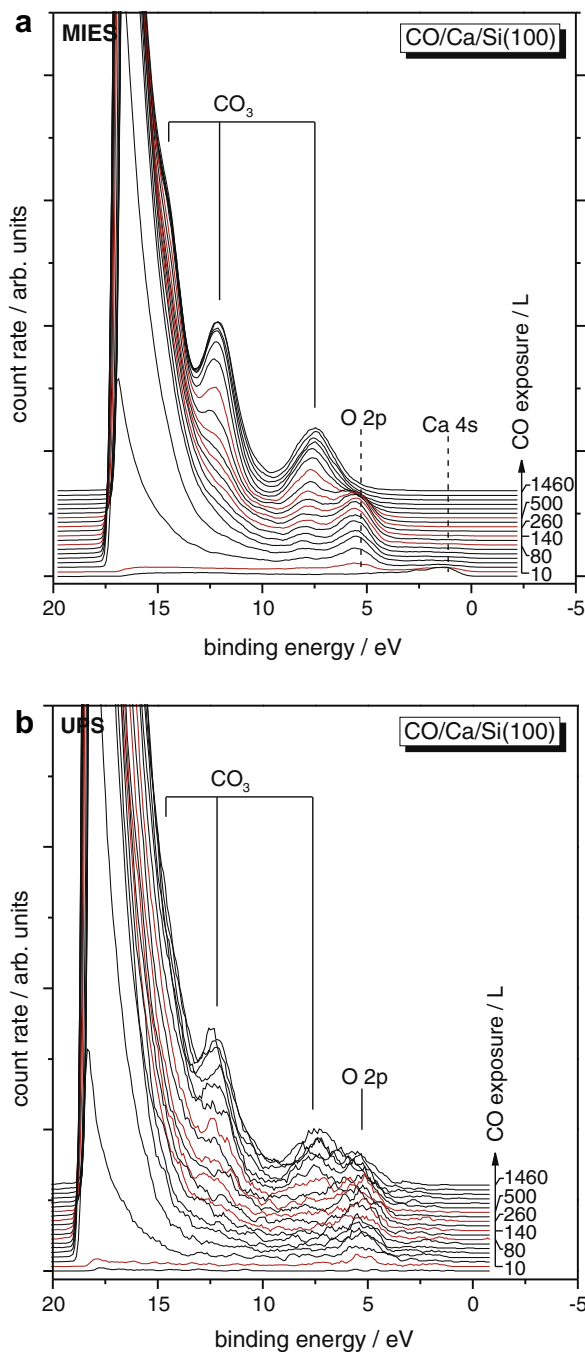 a
MIES
CO/Ca/Si(100)
CO3
O 2p
Ca 4s
count rate / arb. units
CO exposure / L
1460
500
260
140
80
10
20
15
10
5
0
-5
binding energy / eV
b
UPS
CO/Ca/Si(100)
CO3
O 2p
count rate / arb. units
CO exposure / L
1460
500
260
140
80
10
20
15
10
5
0
-5
binding energy / eV